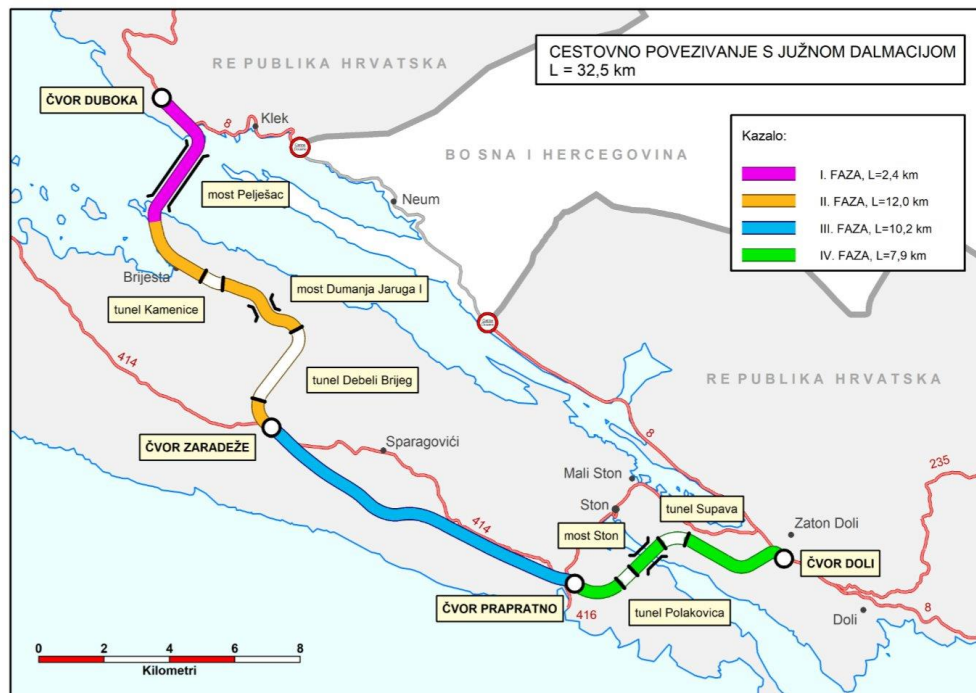 CESTOVNO POVEZIVANJE S JUŽNOM DALMACIJOM
L = 32,5 km
REPUBLIKA HRVATSKA
ČVOR DUBOKA
8
Klek
Kazalo:
I. FAZA, L=2,4 km
II. FAZA, L=12,0 km
III. FAZA, L=10,2 km
IV. FAZA, L=7,9 km
BOSNA I HERCEGOVINA
most Pelješac
Neum
Brijesta
most Dumanja Jaruga I
tunel Kamenice
414
tunel Debeli Brijeg
REPUBLIKA HRVATSKA
ČVOR ZARADEŽE
Sparagovići
8
235
Mali Ston
Ston
tunel Supava
414
most Ston
Zaton Doli
ČVOR DOLI
ČVOR PRAPRATNO
416
tunel Polakovica
Doli
8
0 2 4 6 8
Kilometri